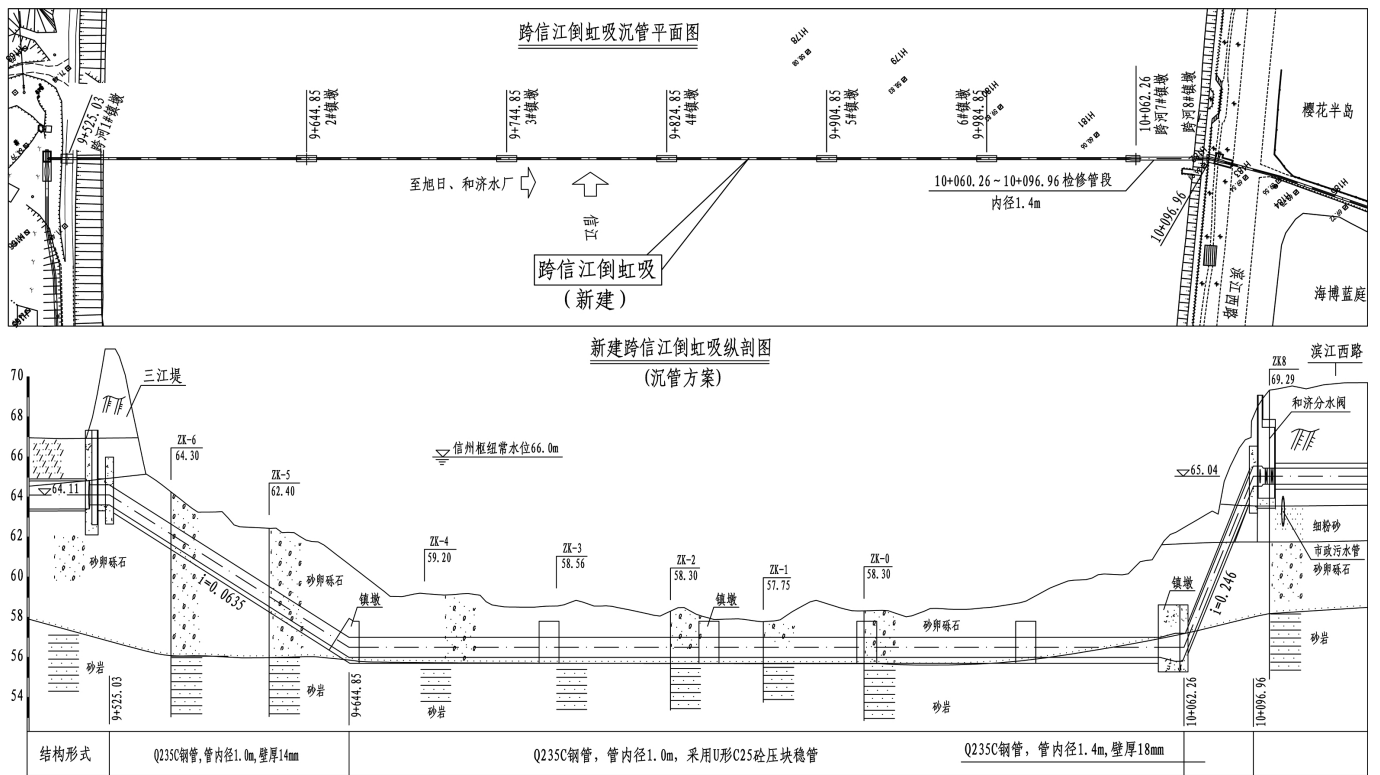 跨信江倒虹吸沉管平面图
H178
H179
H180
H181
9+525.03
跨河1#镇墩
9+644.85
2#镇墩
9+744.85
3#镇墩
9+824.85
4#镇墩
9+904.85
5#镇墩
6#镇墩
9+984.85
10+062.26
跨河7#镇墩
跨河8#镇墩
樱花半岛
至旭日、和济水厂
信江
10+060.26~10+096.96检修管段
内径1.4m
10+096.96
跨信江倒虹吸
(新建)
滨江西路
海博蓝庭
新建跨信江倒虹吸纵剖图
(沉管方案)
滨江西路
70
68
66
64
62
60
58
56
54
三江堤
ZK-6
64.30
ZK-5
62.40
信州枢纽常水位66.0m
ZK8
69.29
和济分水阀
65.04
64.11
砂卵砾石
i=0.0635
砂卵砾石
镇墩
ZK-4
59.20
ZK-3
58.56
ZK-2
58.30
镇墩
ZK-1
57.75
ZK-0
58.30
砂卵砾石
镇墩
i=0.246
细粉砂
市政污水管
砂卵砾石
砂岩
砂岩
砂岩
砂岩
砂岩
9+525.03
9+644.85
10+062.26
10+096.96
结构形式
Q235C钢管,管内径1.0m,壁厚14mm
Q235C钢管，管内径1.0m，采用U形C25砼压块稳管
Q235C钢管，管内径1.4m,壁厚18mm